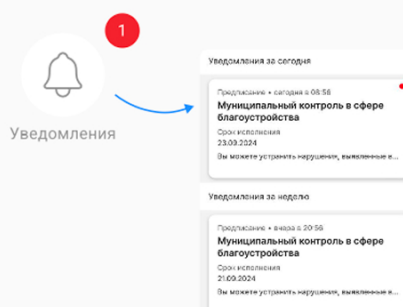 1
Уведомления
Уведомления за сегодня
Предписание • сегодня в 08:56
Муниципальный контроль в сфере
благоустройства
Срок исполнения
23.09.2024
Вы можете устранить нарушения, выявленные в...
Уведомления за неделю
Предписание • вчера в 20:56
Муниципальный контроль в сфере
благоустройства
Срок исполнения
21.09.2024
Вы можете устранить нарушения, выявленные в...